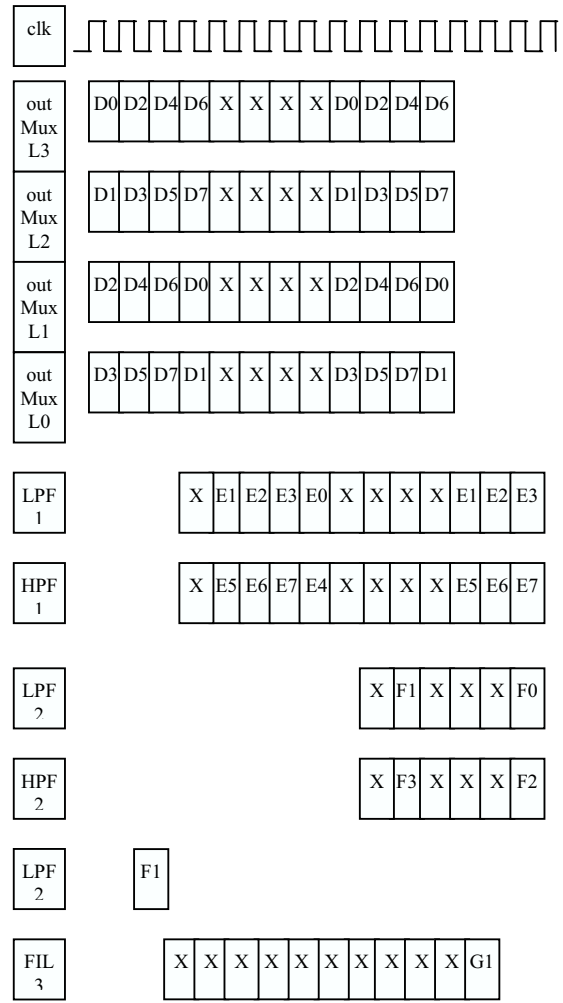 clk
out Mux L3 D0 D2 D4 D6 X X X X D0 D2 D4 D6
out Mux L2 D1 D3 D5 D7 X X X X D1 D3 D5 D7
out Mux L1 D2 D4 D6 D0 X X X X D2 D4 D6 D0
out Mux L0 D3 D5 D7 D1 X X X X D3 D5 D7 D1
LPF 1 X E1 E2 E3 E0 X X X X E1 E2 E3
HPF 1 X E5 E6 E7 E4 X X X X E5 E6 E7
LPF 2 X F1 X X X F0
HPF 2 X F3 X X X F2
LPF 2 F1
FIL 3 X X X X X X X X X X G1